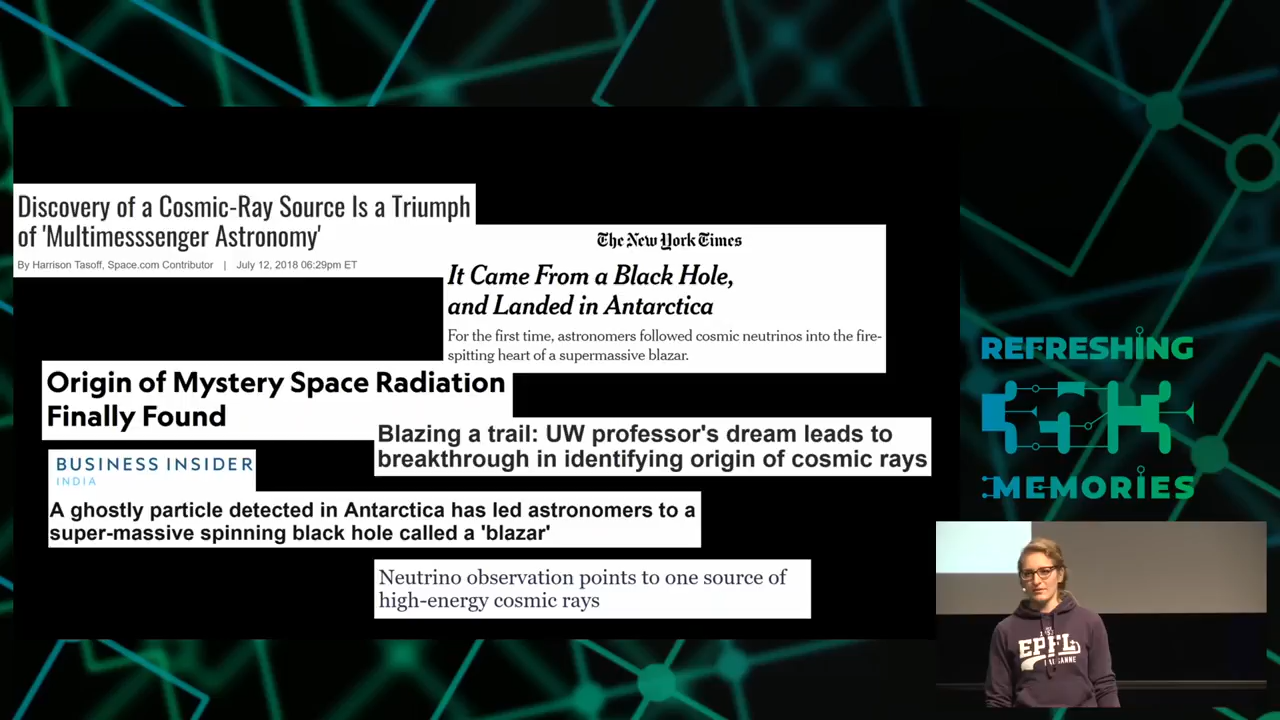 Discovery of a Cosmic-Ray Source Is a Triumph
of 'Multimesssenger Astronomy'
By Harrison Tasoff, Space.com Contributor | July 12, 2018 06:29pm ET
The New York Times
It Came From a Black Hole,
and Landed in Antarctica
For the first time, astronomers followed cosmic neutrinos into the fire-
spitting heart of a supermassive blazar.
Origin of Mystery Space Radiation
Finally Found
Blazing a trail: UW professor's dream leads to
breakthrough in identifying origin of cosmic rays
BUSINESS INSIDER
INDIA
A ghostly particle detected in Antarctica has led astronomers to a
super-massive spinning black hole called a 'blazar'
Neutrino observation points to one source of
high-energy cosmic rays
REFRESHING
35C3
MEMORIES
EPFL
LAUSANNE